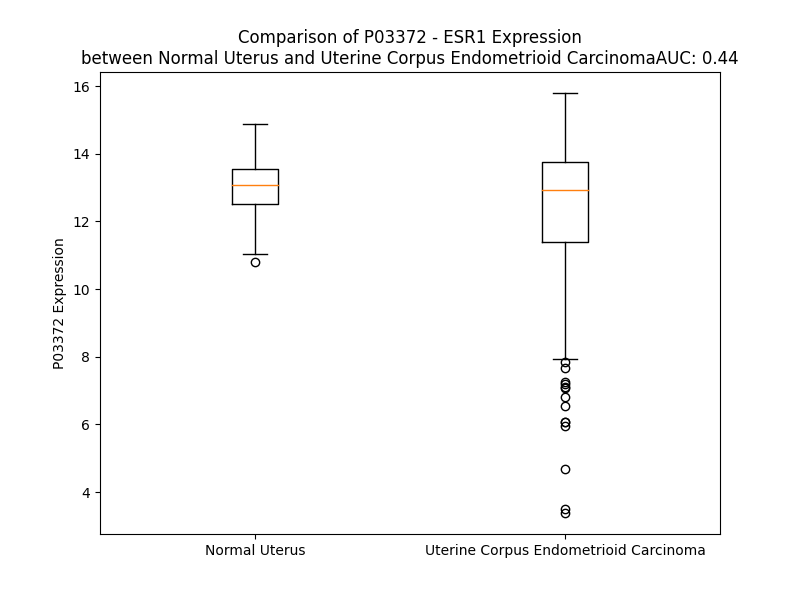 Comparison of P03372 - ESR1 Expression
between Normal Uterus and Uterine Corpus Endometrioid CarcinomaAUC: 0.44
16
14
12
10
8
6
4
P03372 Expression
Normal Uterus
Uterine Corpus Endometrioid Carcinoma